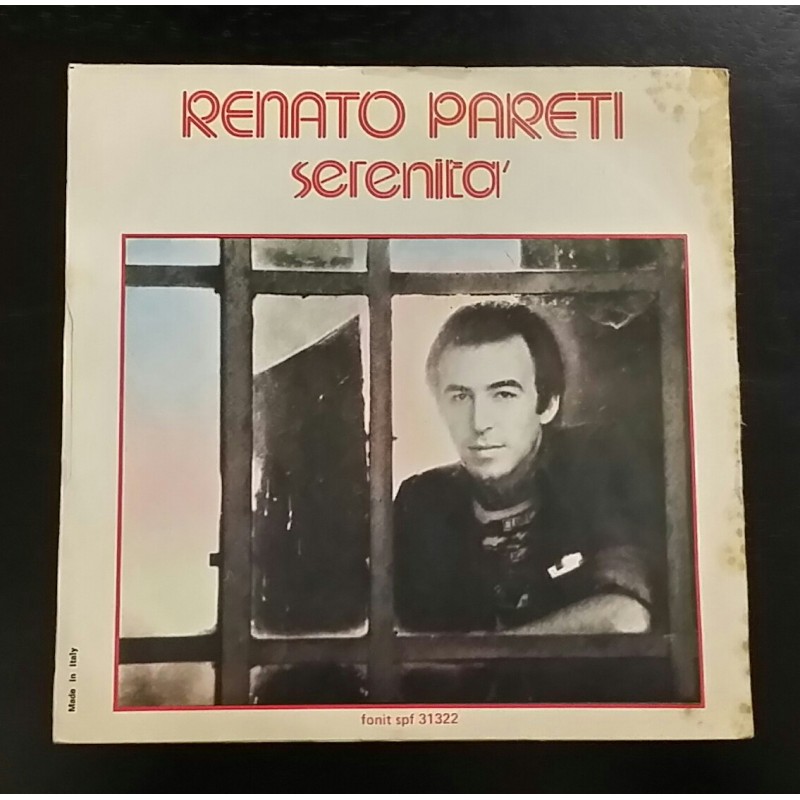 RENATO PARETI
serenita'
Made in Italy
fonit spf 31322